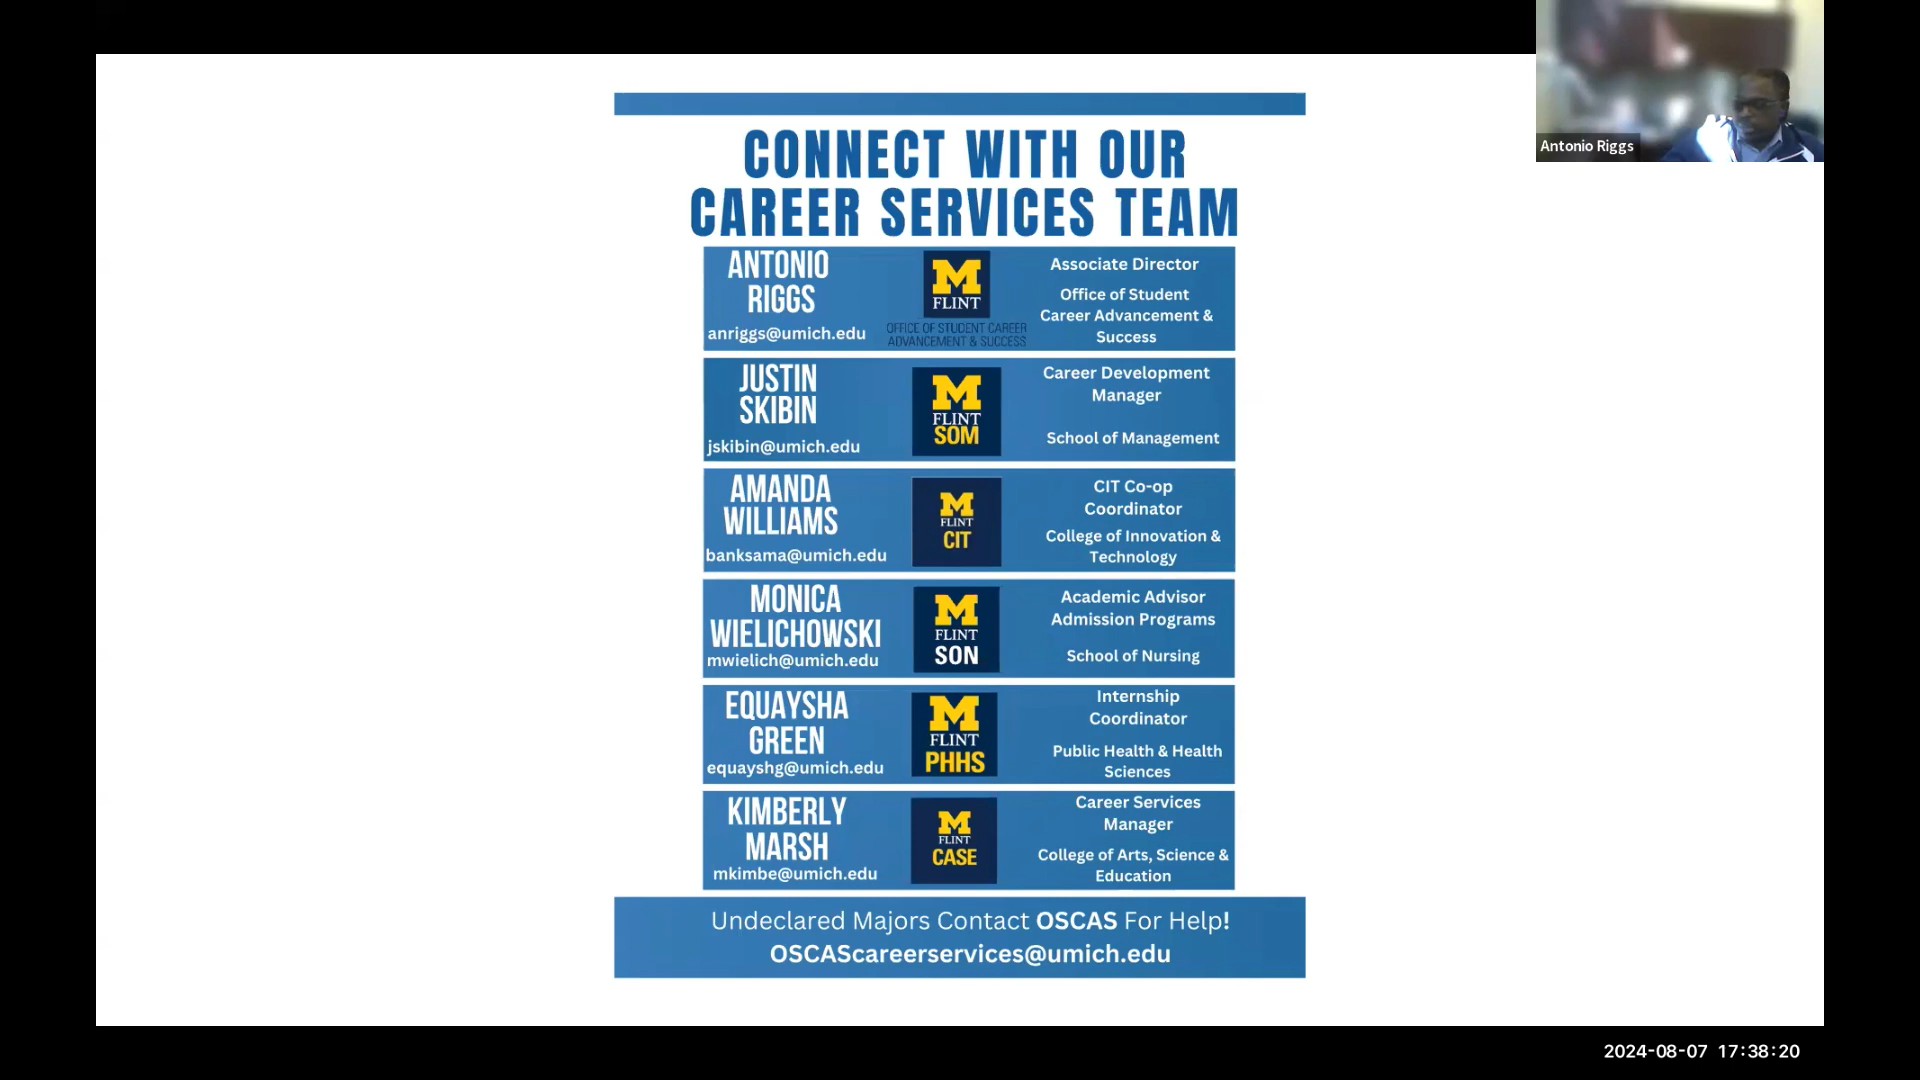 Antonio Riggs
CONNECT WITH OUR
CAREER SERVICES TEAM
ANTONIO
RIGGS
anriggs@umich.edu
M
FLINT
OFFICE OF STUDENT CAREER
ADVANCEMENT & SUCCESS
Associate Director
Office of Student
Career Advancement &
Success
JUSTIN
SKIBIN
jskibin@umich.edu
M
FLINT
SOM
Career Development
Manager
School of Management
AMANDA
WILLIAMS
banksama@umich.edu
M
FLINT
CIT
CIT Co-op
Coordinator
College of Innovation &
Technology
MONICA
WIELICHOWSKI
mwielich@umich.edu
M
FLINT
SON
Academic Advisor
Admission Programs
School of Nursing
EQUAYSHA
GREEN
equayshg@umich.edu
M
FLINT
PHHS
Internship
Coordinator
Public Health & Health
Sciences
KIMBERLY
MARSH
mkimbe@umich.edu
M
FLINT
CASE
Career Services
Manager
College of Arts, Science &
Education
Undeclared Majors Contact OSCAS For Help!
OSCAScareerservices@umich.edu
2024-08-07 17:38:20